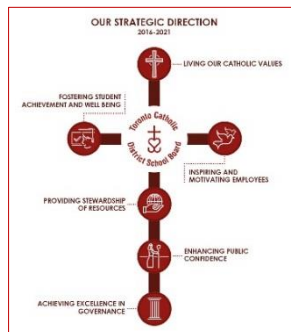 OUR STRATEGIC DIRECTION
2016-2021
LIVING OUR CATHOLIC VALUES
FOSTERING STUDENT
ACHIEVEMENT AND WELL BEING
Toronto Catholic
District School Board
INSPIRING AND
MOTIVATING EMPLOYEES
PROVIDING STEWARDSHIP
OF RESOURCES
ENHANCING PUBLIC
CONFIDENCE
ACHIEVING EXCELLENCE IN
GOVERNANCE